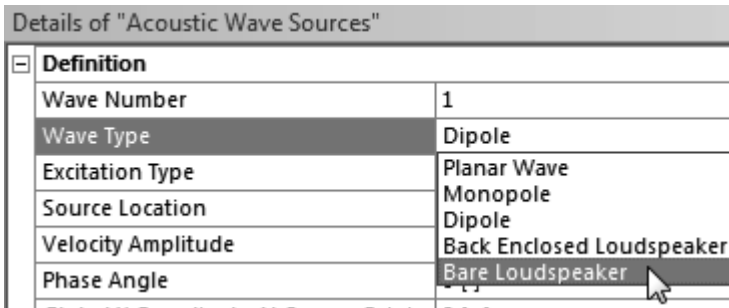 Details of "Acoustic Wave Sources"
Definition
Wave Number 1
Wave Type Dipole
Excitation Type Planar Wave
Monopole
Source Location Dipole
Velocity Amplitude Back Enclosed Loudspeaker
Phase Angle Bare Loudspeaker